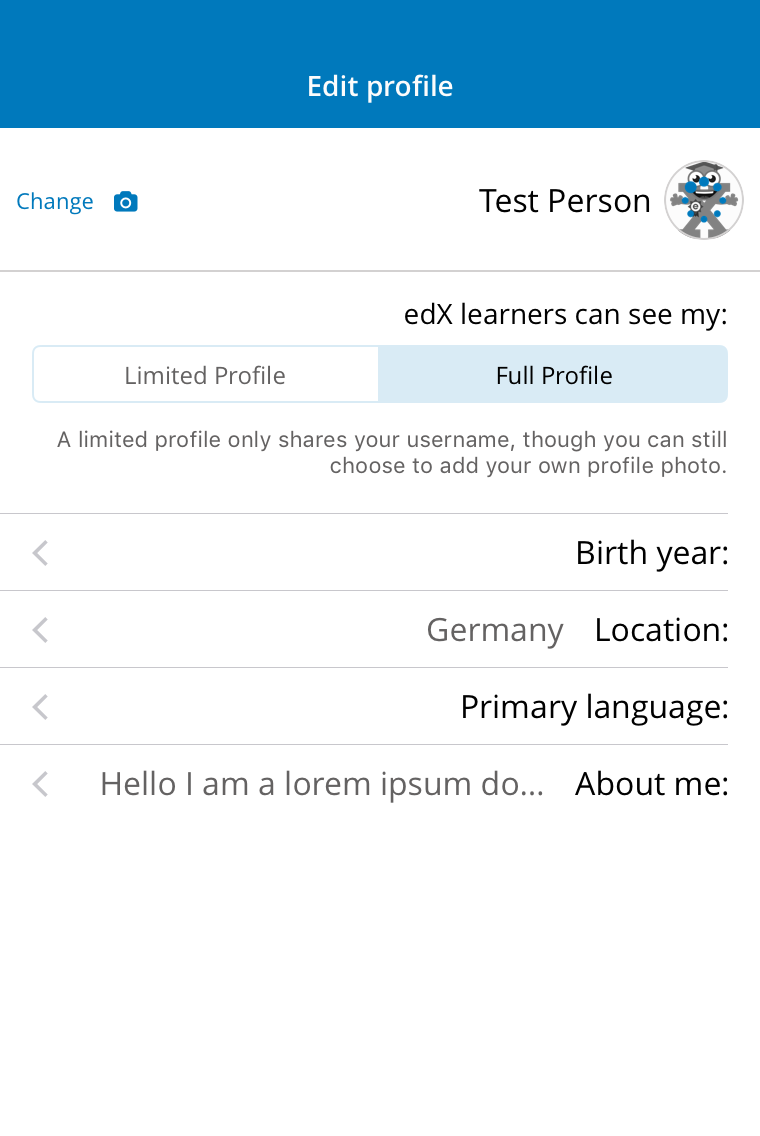 Edit profile
Change
Test Person
edX learners can see my:
Limited Profile
Full Profile
A limited profile only shares your username, though you can still
choose to add your own profile photo.
Birth year:
Location: Germany
Primary language:
About me: Hello I am a lorem ipsum do...